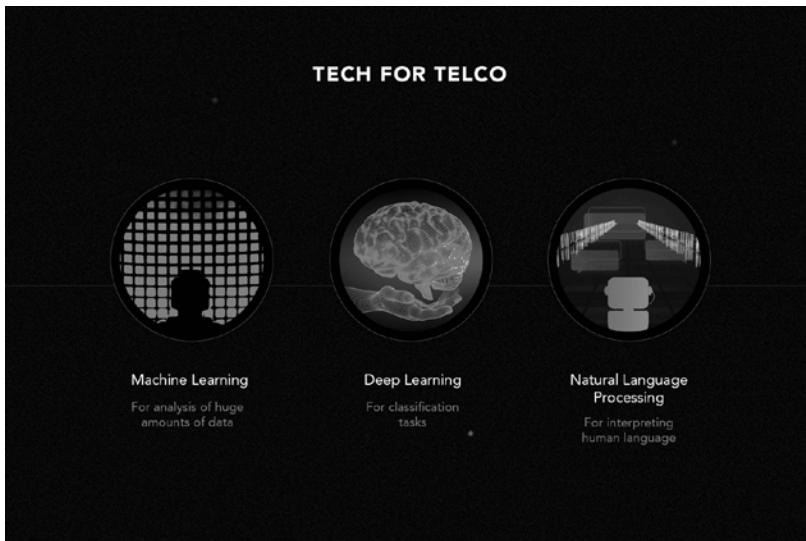 TECH FOR TELCO
Machine Learning
For analysis of huge
amounts of data
Deep Learning
For classification
tasks
Natural Language
Processing
For interpreting
human language